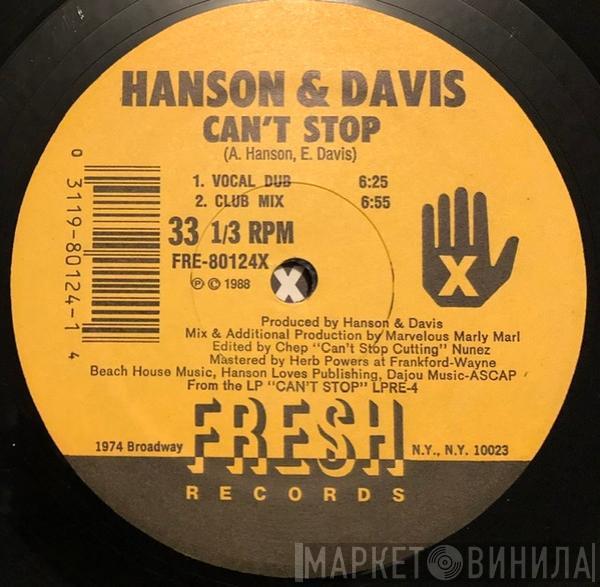 HANSON & DAVIS
CAN'T STOP
(A. Hanson, E. Davis)
1. VOCAL DUB 6:25
2. CLUB MIX 6:55
33 1/3 RPM
FRE-80124X
℗ © 1988
X
X
0 3119-80124-1 4
Produced by Hanson & Davis
Mix & Additional Production by Marvelous Marly Marl
Edited by Chep "Can't Stop Cutting" Nunez
Mastered by Herb Powers at Frankford-Wayne
Beach House Music, Hanson Loves Publishing, Dajou Music-ASCAP
From the LP "CAN'T STOP" LPRE-4
1974 Broadway FRESH N.Y., N.Y. 10023
RECORDS
МАРКЕТ ВИНИЛА